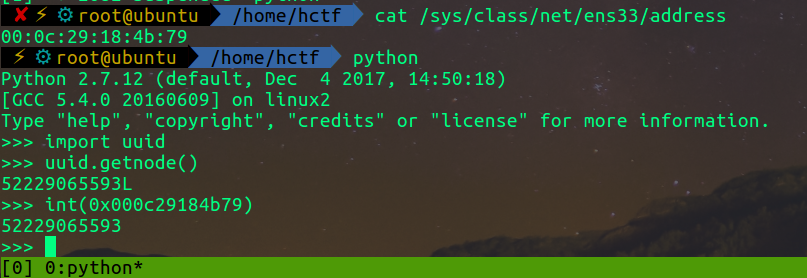 ✘ ⚡ ⚙ root@ubuntu /home/hctf cat /sys/class/net/ens33/address
00:0c:29:18:4b:79
⚡ ⚙ root@ubuntu /home/hctf python
Python 2.7.12 (default, Dec  4 2017, 14:50:18)
[GCC 5.4.0 20160609] on linux2
Type "help", "copyright", "credits" or "license" for more information.
>>> import uuid
>>> uuid.getnode()
52229065593L
>>> int(0x000c29184b79)
52229065593
>>>
[0] 0:python*